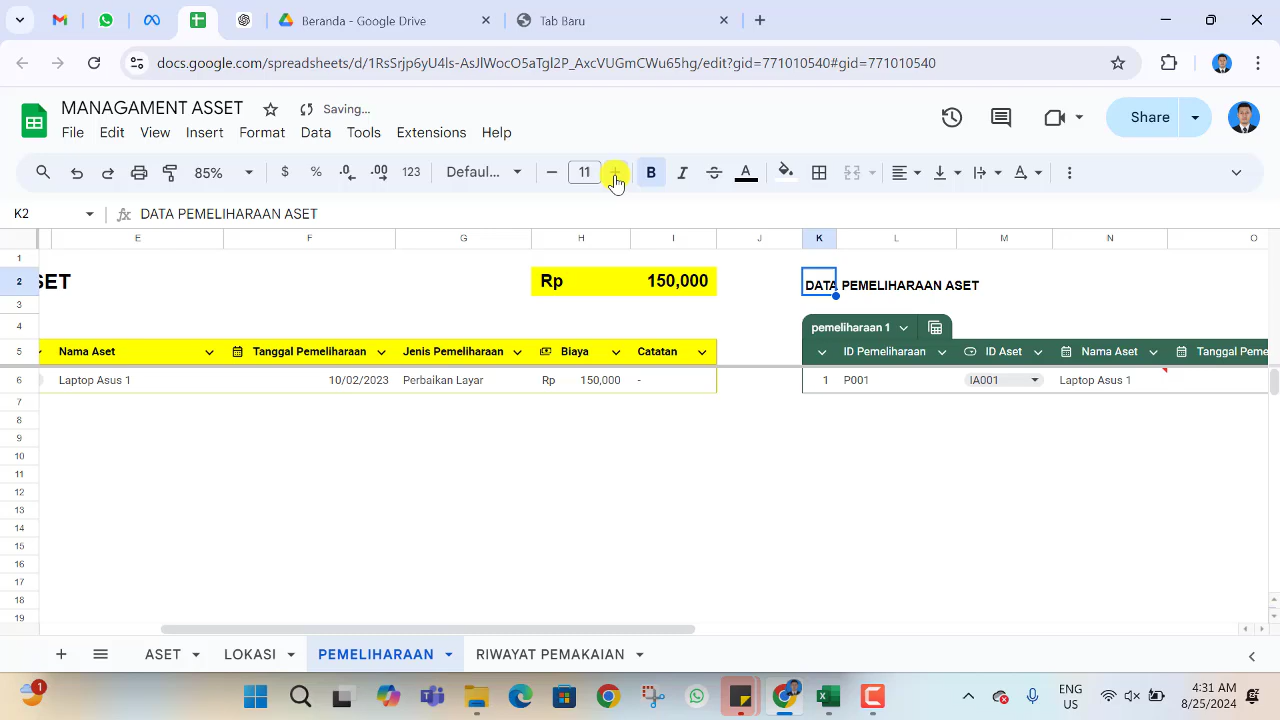 Beranda - Google Drive
Tab Baru
docs.google.com/spreadsheets/d/1RsSrjp6yU4ls-AsJlWocO5aTgl2P_AxcVUGmCWu65hg/edit?gid=771010540#gid=771010540
MANAGAMENT ASSET
Saving...
File Edit View Insert Format Data Tools Extensions Help
Share
85% $ % .0 .00 123 Defaul... 11 B I S A
K2 fx DATA PEMELIHARAAN ASET
E F G H I J K L M N O
1
2 SET Rp 150,000 DATA PEMELIHARAAN ASET
3
4 pemeliharaan 1
5 Nama Aset Tanggal Pemeliharaan Jenis Pemeliharaan Biaya Catatan ID Pemeliharaan ID Aset Nama Aset Tanggal Peme
6 Laptop Asus 1 10/02/2023 Perbaikan Layar Rp 150,000 - 1 P001 IA001 Laptop Asus 1
7
8
9
10
11
12
13
14
15
16
17
18
19
ASET LOKASI PEMELIHARAAN RIWAYAT PEMAKAIAN
1
ENG
US
4:31 AM
8/25/2024